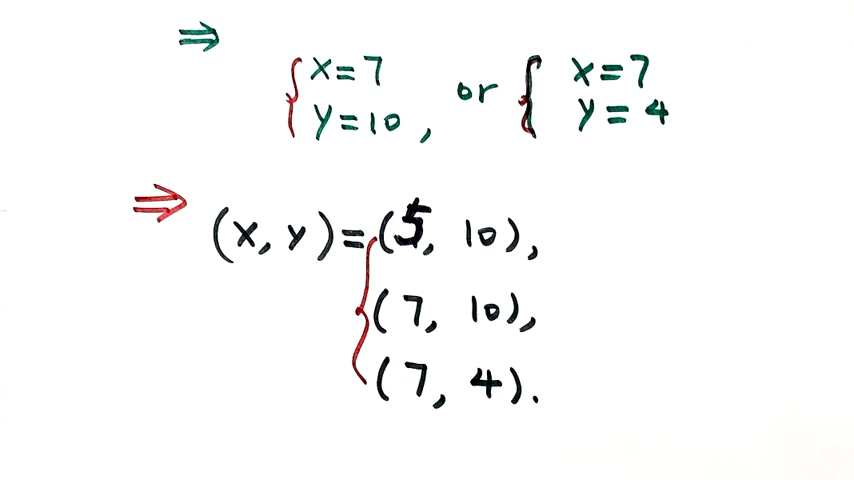 ⇒
{x=7 or {x=7
y=10, y=4
⇒ (x, y)=(5, 10),
(7, 10),
(7, 4).